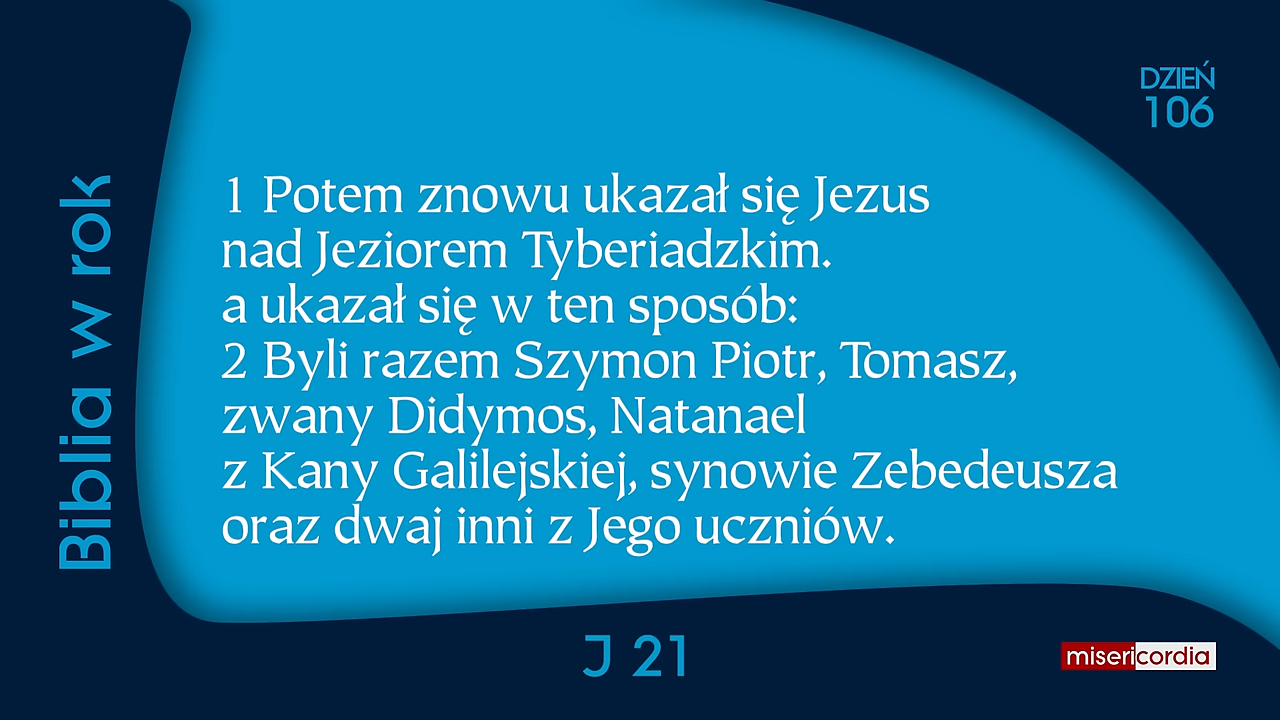 DZIEŃ
106
Biblia w rok
1 Potem znowu ukazał się Jezus
nad Jeziorem Tyberiadzkim.
a ukazał się w ten sposób:
2 Byli razem Szymon Piotr, Tomasz,
zwany Didymos, Natanael
z Kany Galilejskiej, synowie Zebedeusza
oraz dwaj inni z Jego uczniów.
J 21
misericordia